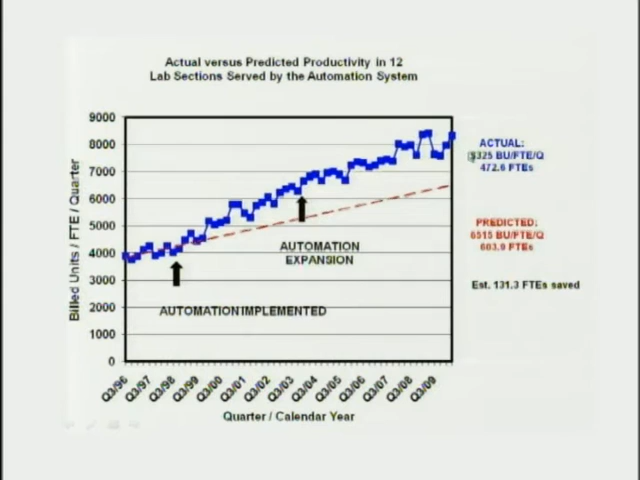 Actual versus Predicted Productivity in 12
Lab Sections Served by the Automation System
Billed Units / FTE / Quarter
9000
8000
7000
6000
5000
4000
3000
2000
1000
0
AUTOMATION
EXPANSION
AUTOMATION IMPLEMENTED
ACTUAL:
8325 BU/FTE/Q
472.6 FTEs
PREDICTED:
6515 BU/FTE/Q
603.9 FTEs
Est. 131.3 FTEs saved
Q3/96
Q3/97
Q3/98
Q3/99
Q3/00
Q3/01
Q3/02
Q3/03
Q3/04
Q3/05
Q3/06
Q3/07
Q3/08
Q3/09
Quarter / Calendar Year